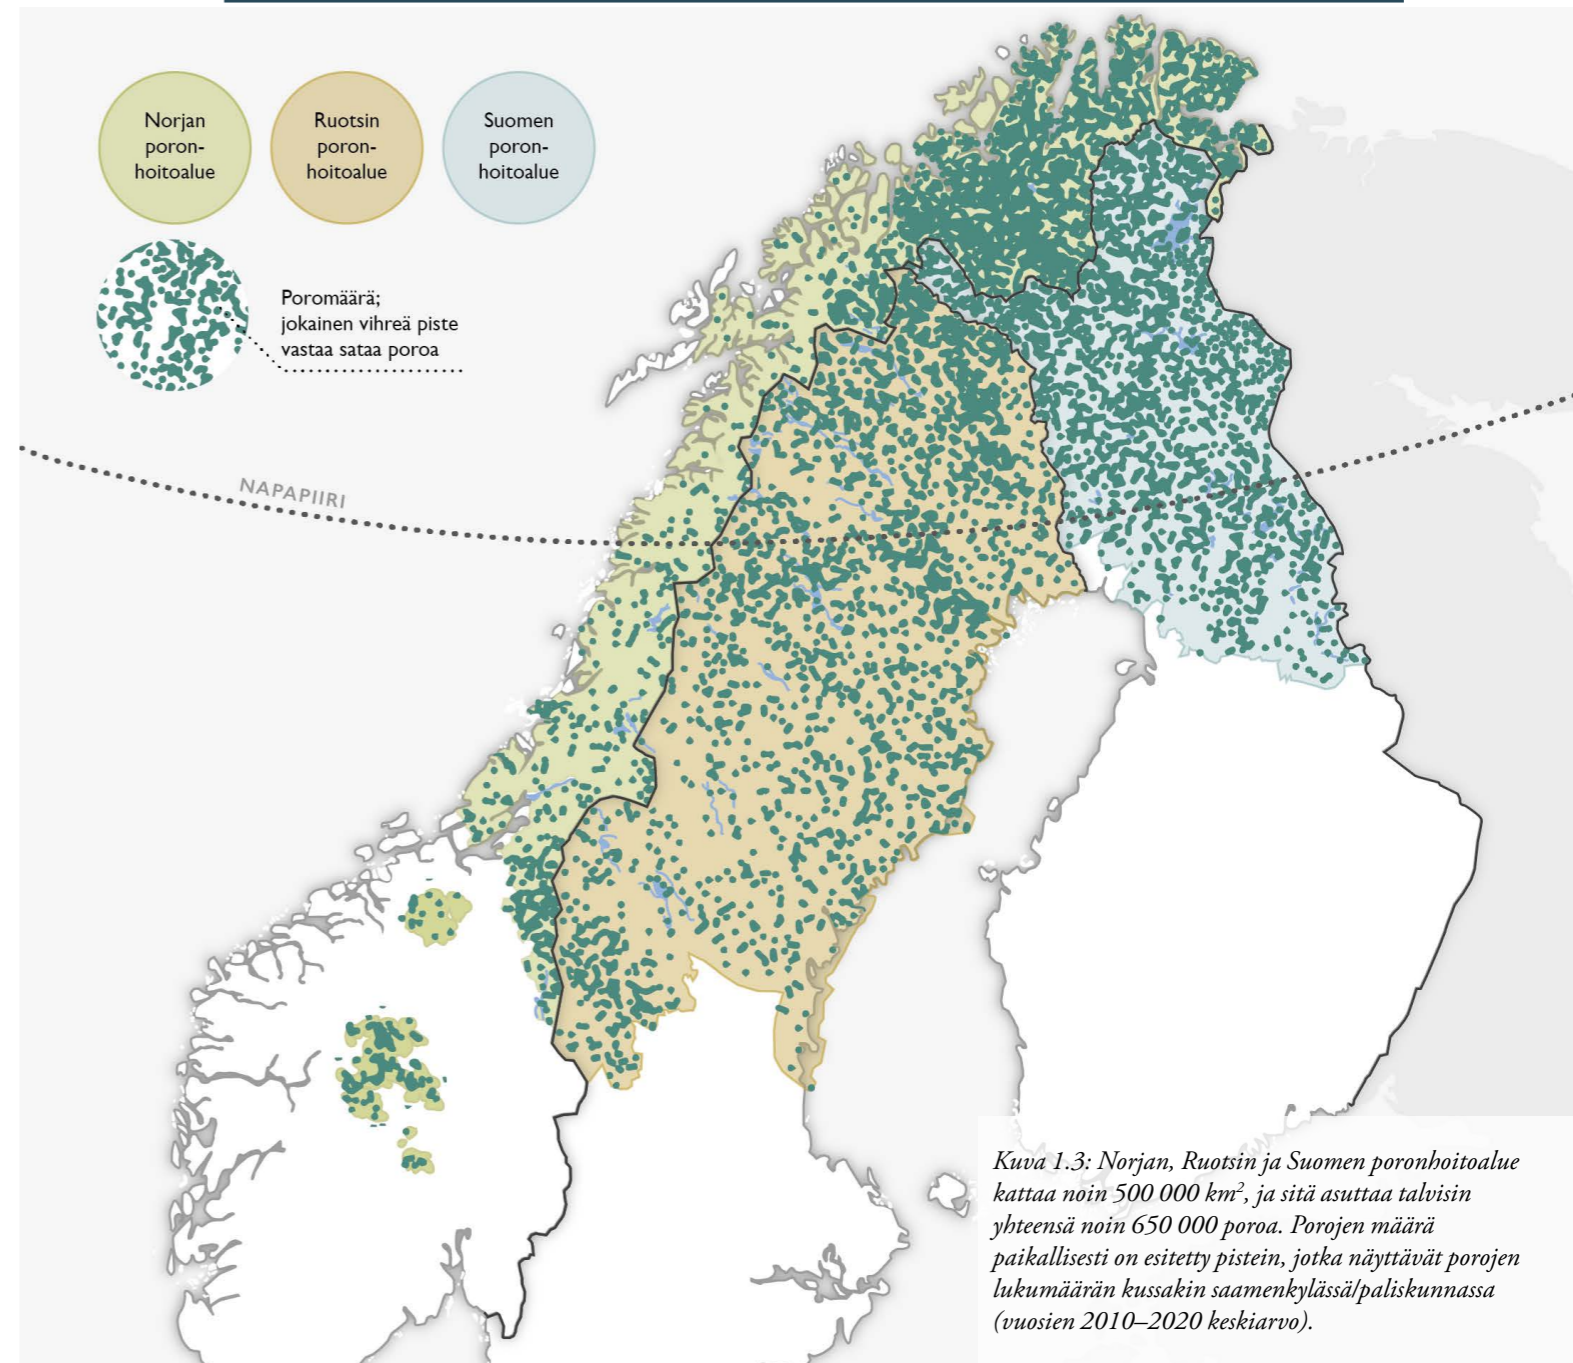 Norjan
poron-
hoitoalue
Ruotsin
poron-
hoitoalue
Suomen
poron-
hoitoalue
Poromäärä;
jokainen vihreä piste
vastaa sataa poroa
NAPAPIIRI
Kuva 1.3: Norjan, Ruotsin ja Suomen poronhoitoalue
kattaa noin 500 000 km², ja sitä asuttaa talvisin
yhteensä noin 650 000 poroa. Porojen määrä
paikallisesti on esitetty pistein, jotka näyttävät porojen
lukumäärän kussakin saamenkylässä/paliskunnassa
(vuosien 2010–2020 keskiarvo).